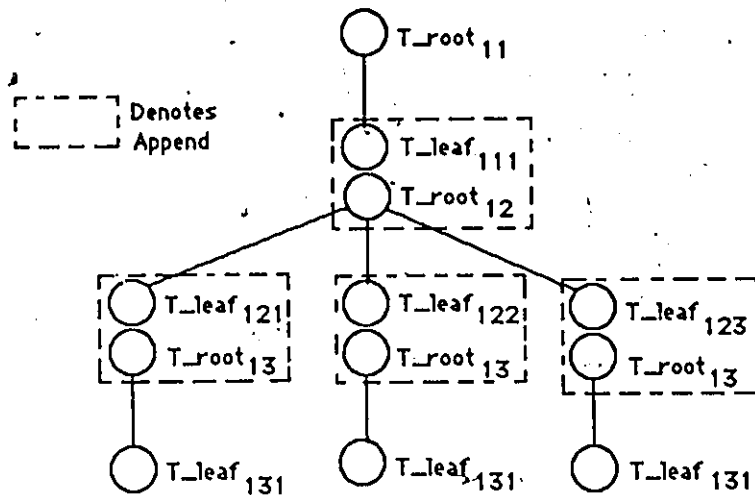 T_root 11
Denotes
Append
T_leaf 111
T_root 12
T_leaf 121
T_leaf 122
T_leaf 123
T_root 13
T_root 13
T_root 13
T_leaf 131
T_leaf 131
T_leaf 131